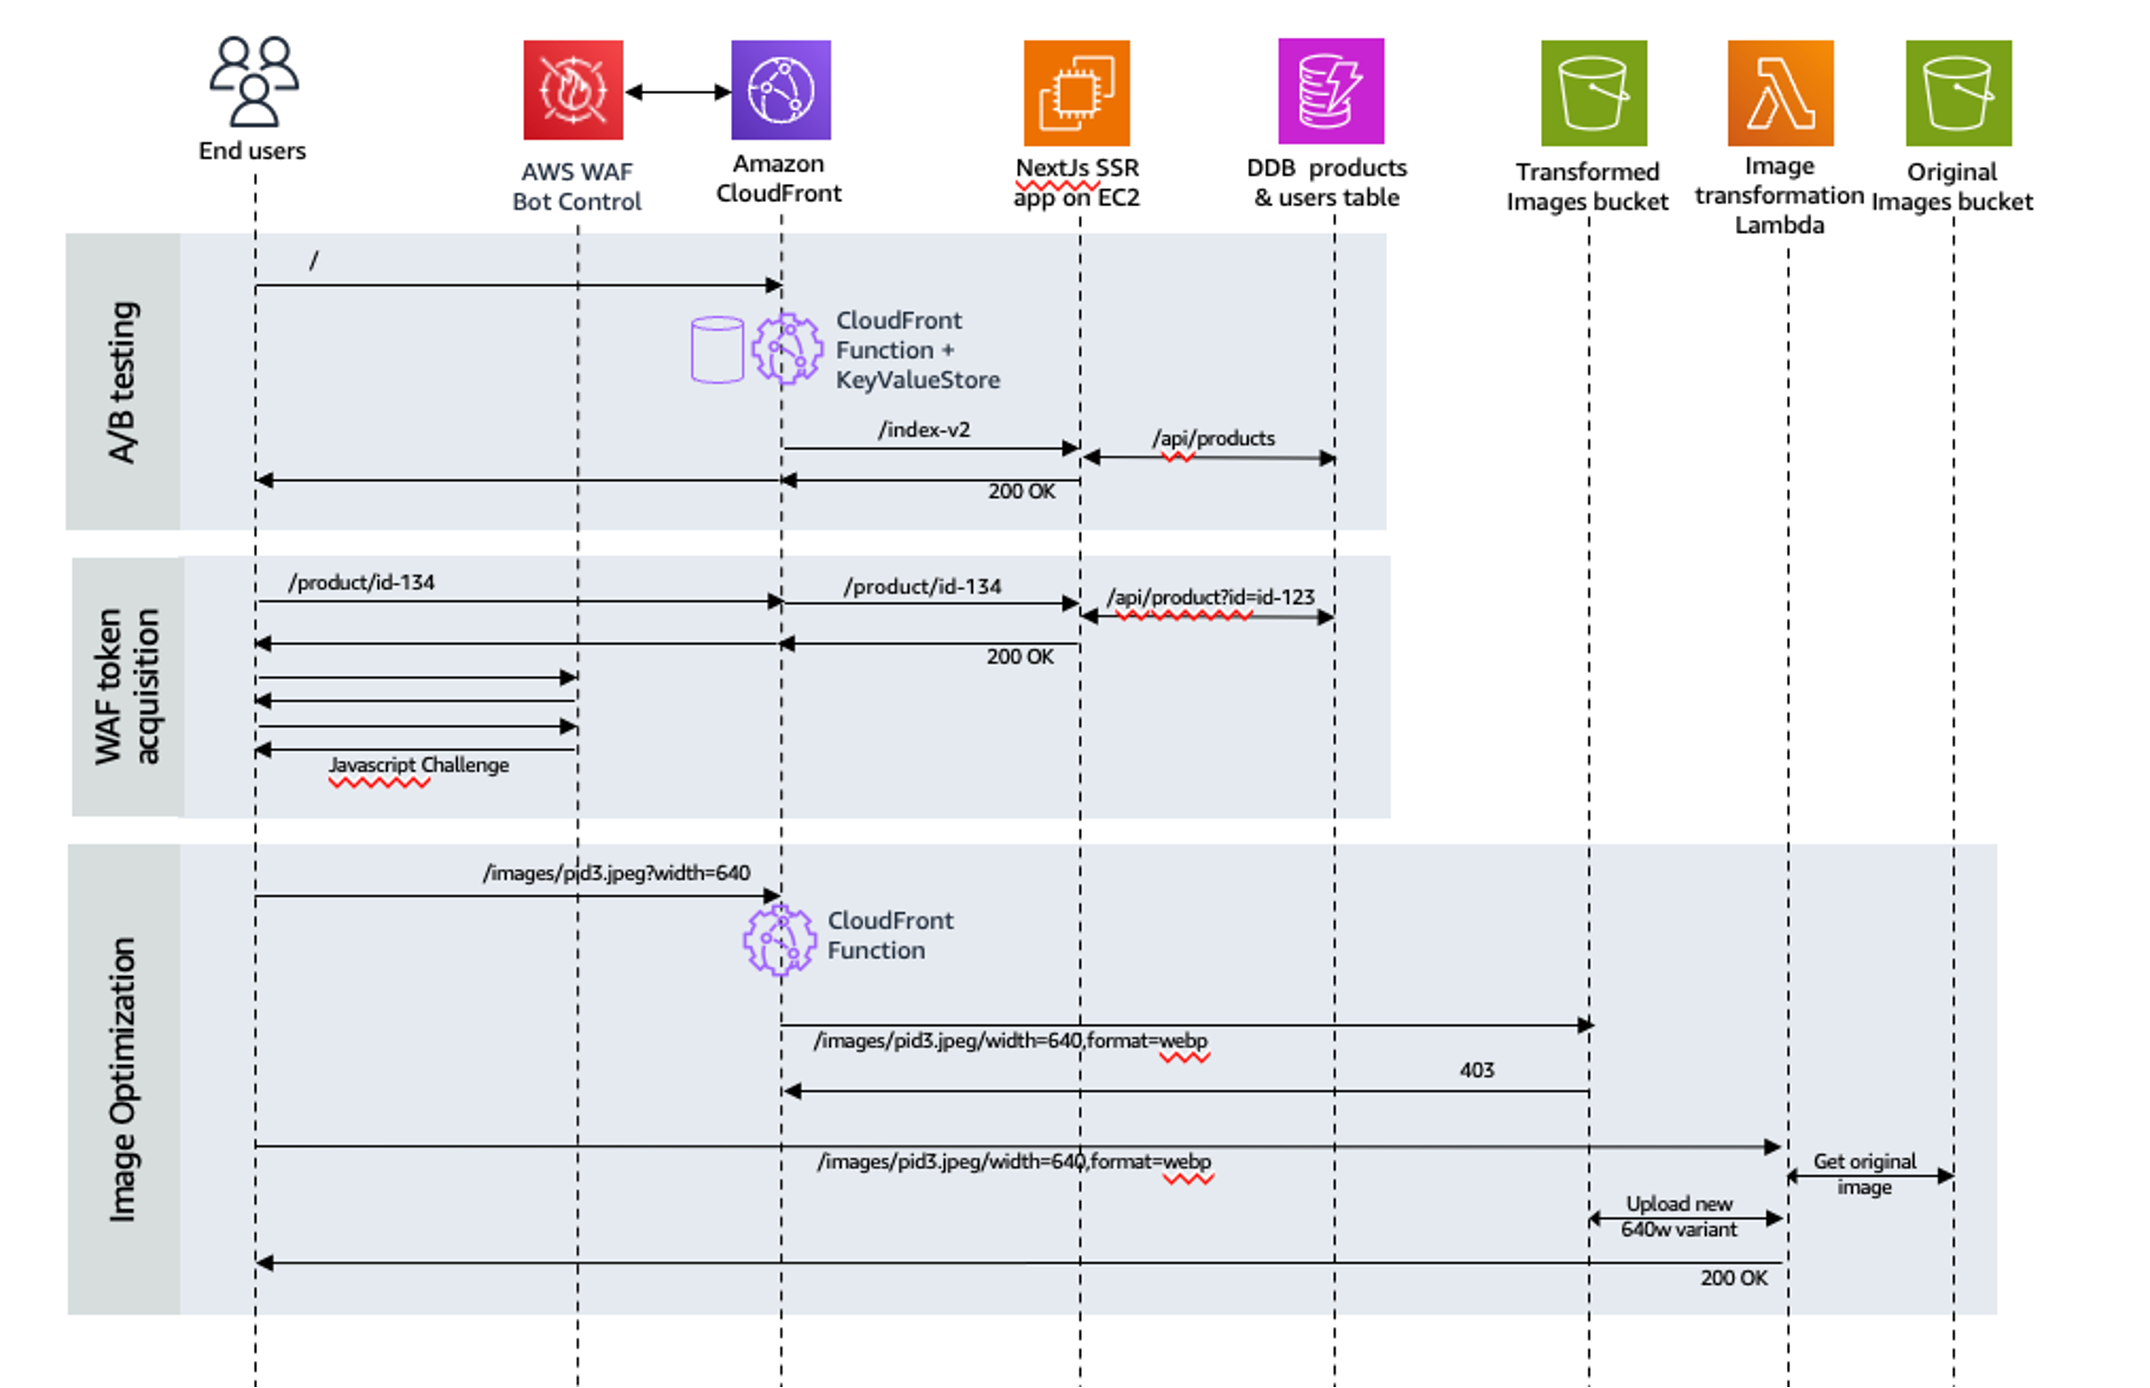 End users
AWS WAF
Bot Control
Amazon
CloudFront
NextJs SSR
app on EC2
DDB products
& users table
Transformed
Images bucket
Image
transformation
Lambda
Original
Images bucket
A/B testing
/
CloudFront
Function +
KeyValueStore
/index-v2
/api/products
200 OK
WAF token
acquisition
/product/id-134
/product/id-134
/api/product?id=id-123
200 OK
Javascript Challenge
Image Optimization
/images/pid3.jpeg?width=640
CloudFront
Function
/images/pid3.jpeg/width=640,format=webp
403
/images/pid3.jpeg/width=640,format=webp
Get original
image
Upload new
640w variant
200 OK